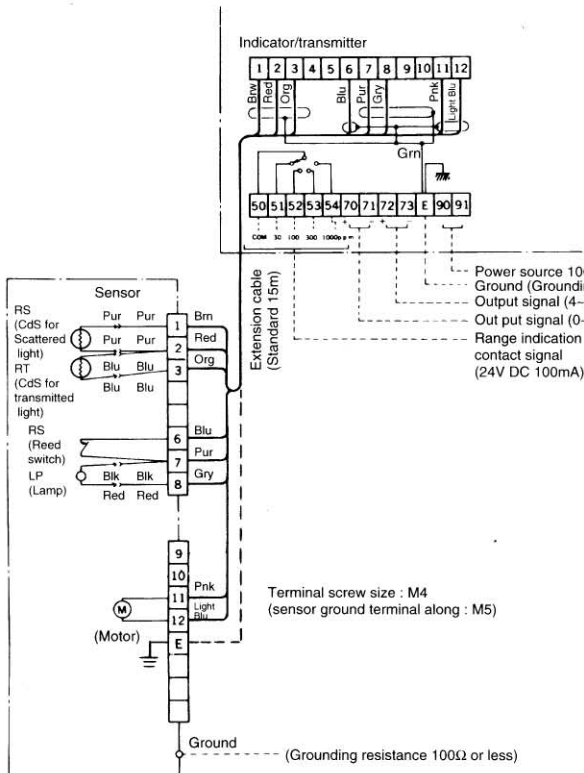 Indicator/transmitter
1 2 3 4 5 6 7 8 9 10 11 12
Brw Red Org Blu Pur Gry Pnk Light Blu
Grn
50 51 52 53 54 70 71 72 73 E 90 91
COM 30 100 300 1000ppm
+ - + -
Power source 10
Ground (Groundi
Output signal (4~
Out put signal (0-
Range indication
contact signal
(24V DC 100mA)
Extension cable
(Standard 15m)
Sensor
RS
(CdS for
Scattered
light)
Pur Pur
Pur Pur
RT
(CdS for
transmitted
light)
Blu Blu
Blu Blu
1 Brn
2 Red
3 Org
RS
(Reed
switch)
LP
(Lamp)
Blk Blk
Red Red
6 Blu
7 Pur
8 Gry
9
10
11 Pnk
12 Light Blu
E
M
(Motor)
Terminal screw size : M4
(sensor ground terminal along : M5)
Ground
(Grounding resistance 100Ω or less)